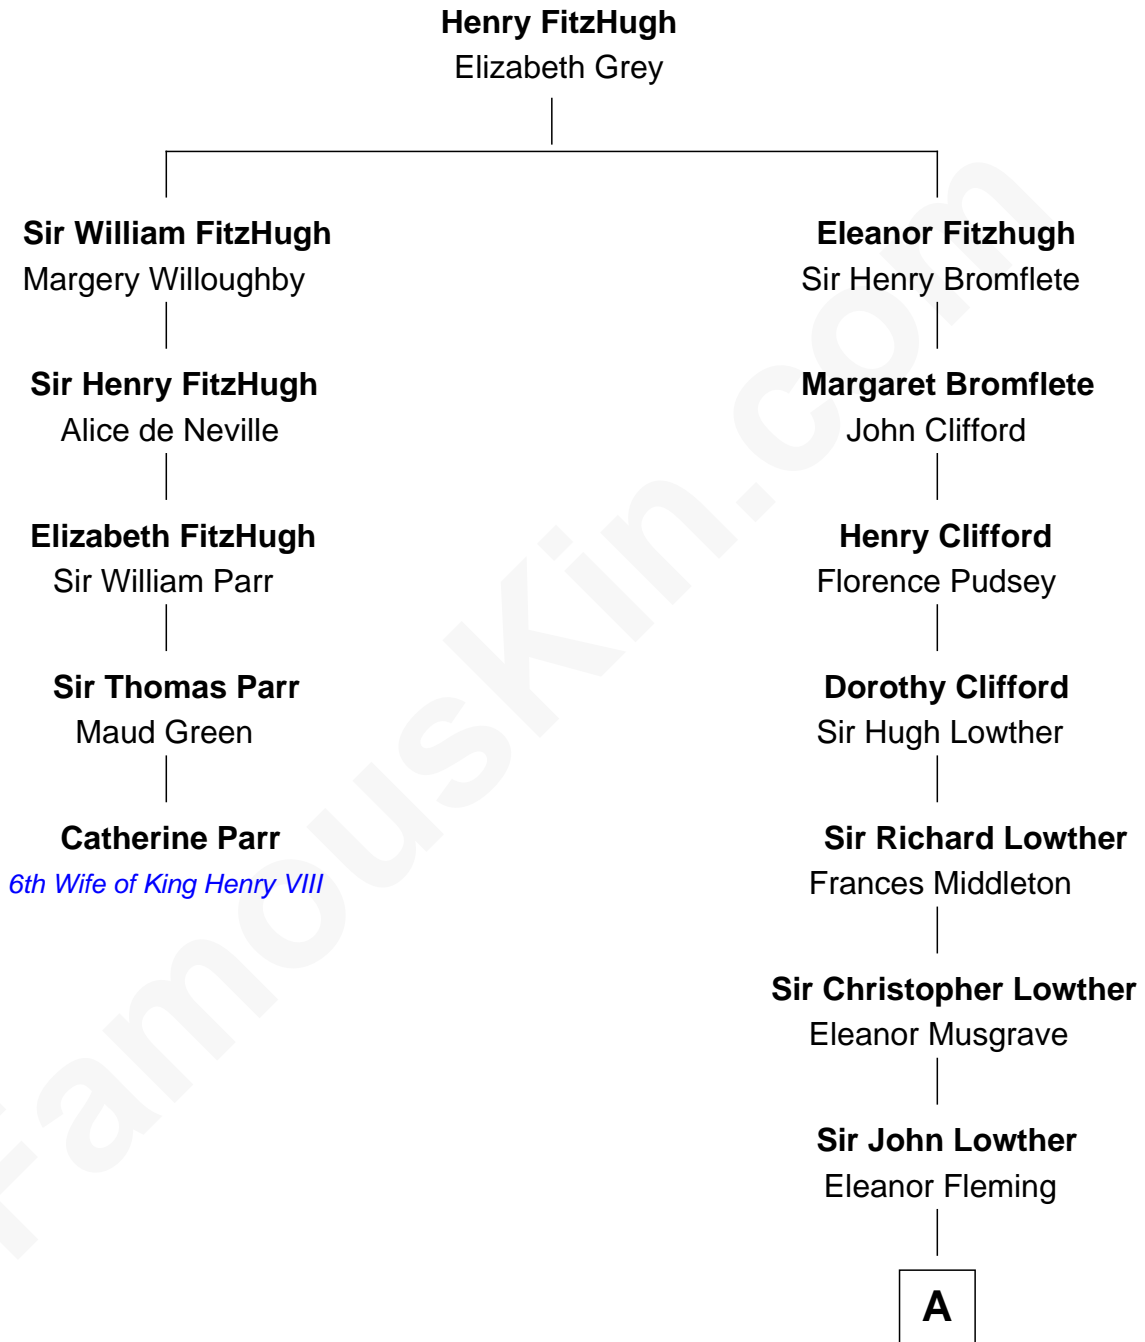 Henry FitzHugh
Elizabeth Grey
Sir William FitzHugh
Margery Willoughby
Sir Henry FitzHugh
Alice de Neville
Elizabeth FitzHugh
Sir William Parr
Sir Thomas Parr
Maud Green
Catherine Parr
6th Wife of King Henry VIII
Eleanor Fitzhugh
Sir Henry Bromflete
Margaret Bromflete
John Clifford
Henry Clifford
Florence Pudsey
Dorothy Clifford
Sir Hugh Lowther
Sir Richard Lowther
Frances Middleton
Sir Christopher Lowther
Eleanor Musgrave
Sir John Lowther
Eleanor Fleming
A
FamousKin.com